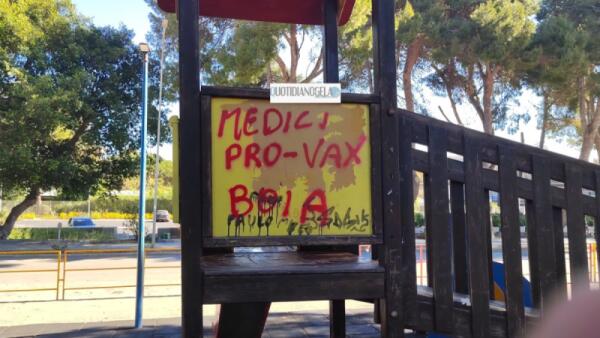 QUOTIDIANOGELA
MEDICI
PRO-VAX
BOIA